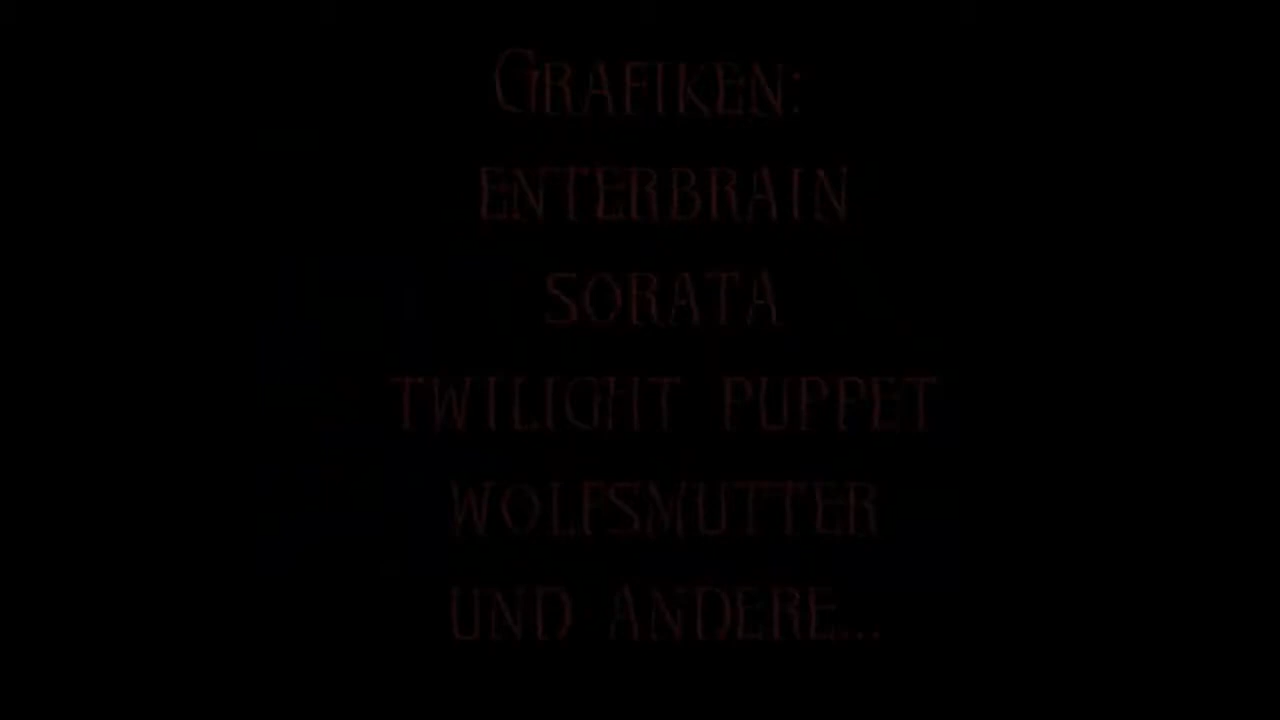 GRAFIKEN:
ENTERBRAIN
SORATA
TWILIGHT PUPPET
WOLFSMUTTER
UND ANDERE...